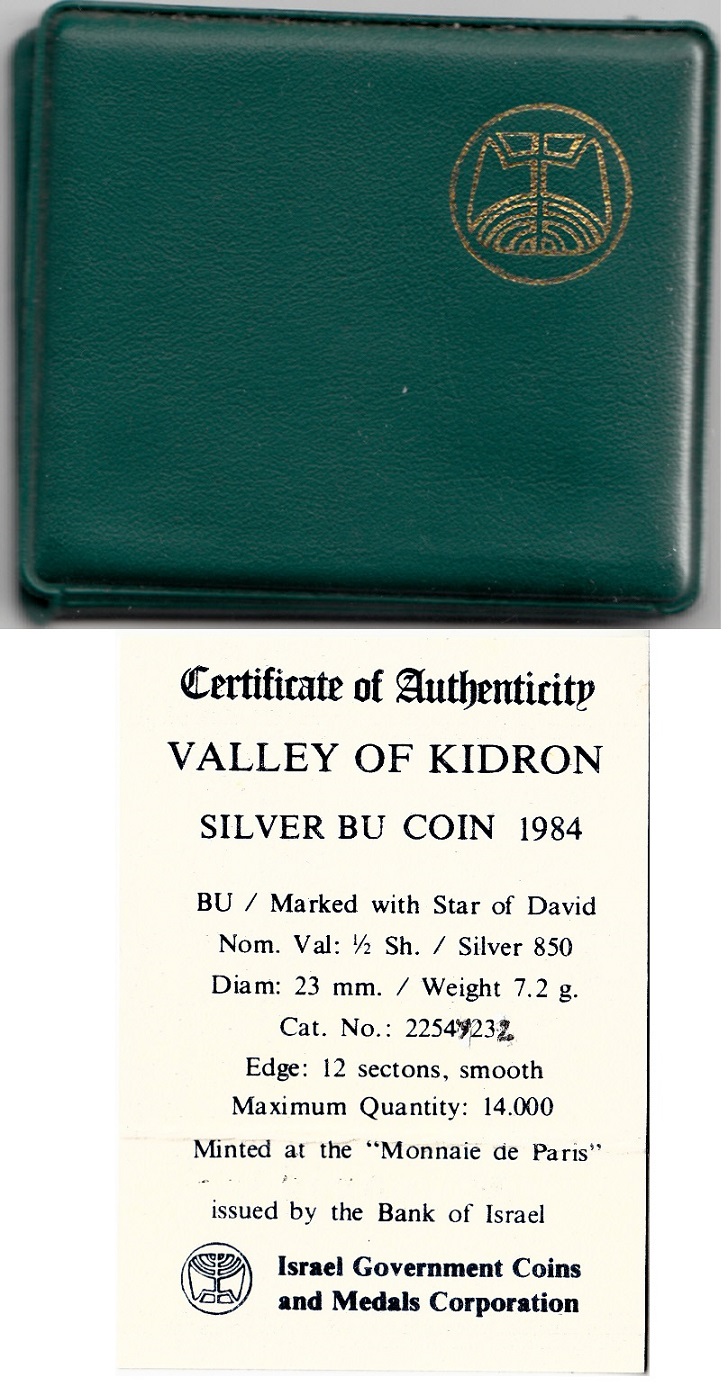 Certificate of Authenticity
VALLEY OF KIDRON
SILVER BU COIN 1984
BU / Marked with Star of David
Nom. Val: ½ Sh. / Silver 850
Diam: 23 mm. / Weight 7.2 g.
Cat. No.:
Edge: 12 sectons, smooth
Maximum Quantity: 14.000
Minted at the “Monnaie de Paris”
issued by the Bank of Israel
Israel Government Coins
and Medals Corporation